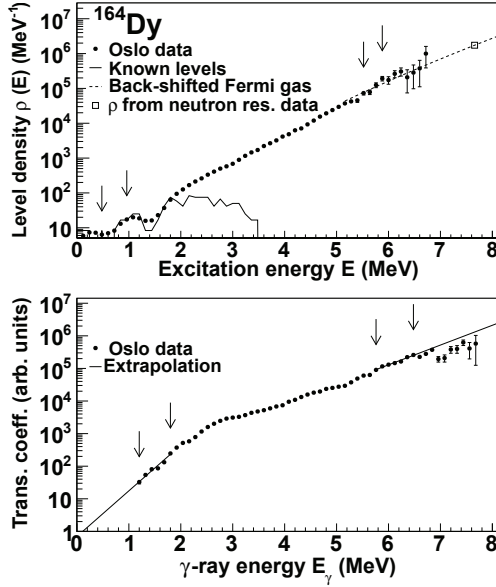 ¹⁶⁴Dy
Level density ρ (E) (MeV⁻¹)
10⁷
10⁶
10⁵
10⁴
10³
10²
10
Oslo data
Known levels
Back-shifted Fermi gas
ρ from neutron res. data
0 1 2 3 4 5 6 7 8
Excitation energy E (MeV)
Trans. coeff. (arb. units)
10⁷
10⁶
10⁵
10⁴
10³
10²
10
1
Oslo data
Extrapolation
0 1 2 3 4 5 6 7 8
γ-ray energy Eγ (MeV)